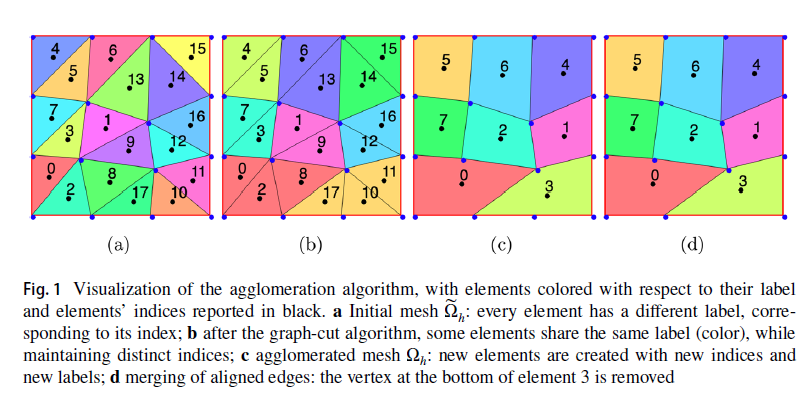 4 6 15
5 13 14
7 1 16
3 9 12
0 8 11
2 17 10
4 6 15
5 13 14
7 1 16
3 9 12
0 8 11
2 17 10
5 6 4
7 2 1
0 3
5 6 4
7 2 1
0 3
(a) (b) (c) (d)
Fig. 1 Visualization of the agglomeration algorithm, with elements colored with respect to their label
and elements' indices reported in black. a Initial mesh Ω̃ₕ: every element has a different label, corre-
sponding to its index; b after the graph-cut algorithm, some elements share the same label (color), while
maintaining distinct indices; c agglomerated mesh Ωₕ: new elements are created with new indices and
new labels; d merging of aligned edges: the vertex at the bottom of element 3 is removed